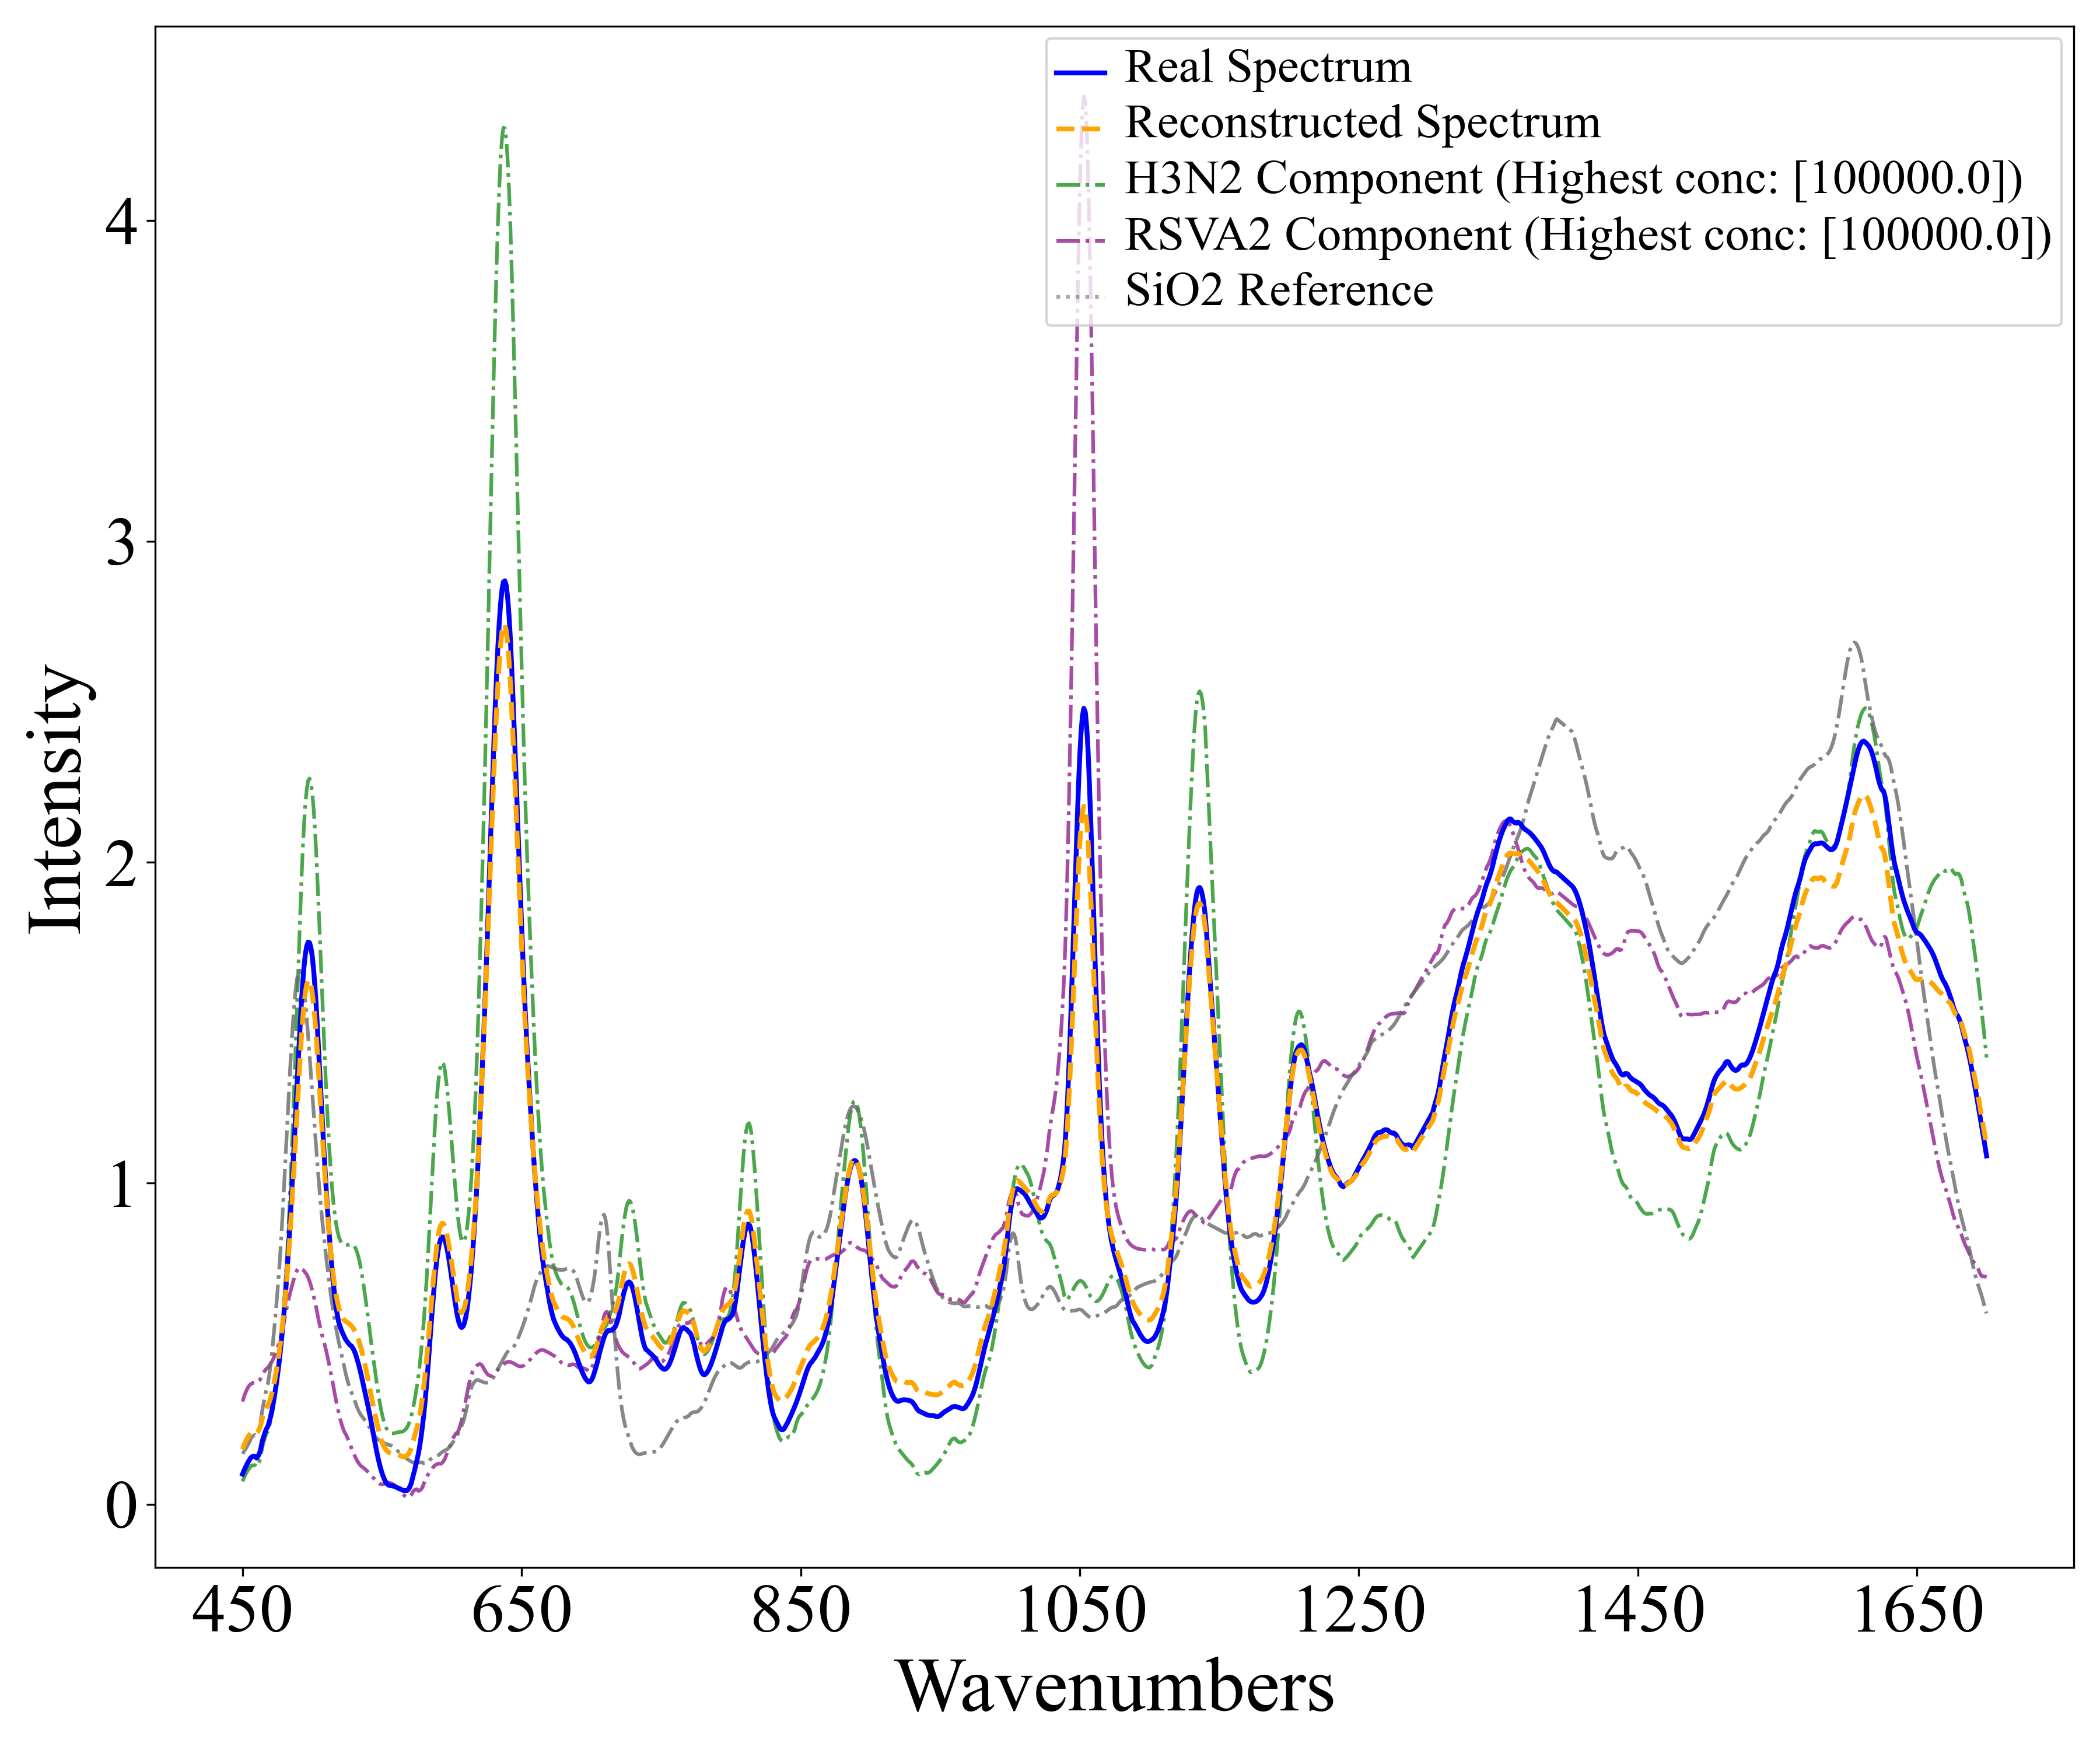 Real Spectrum
Reconstructed Spectrum
H3N2 Component (Highest conc: [100000.0])
RSVA2 Component (Highest conc: [100000.0])
SiO2 Reference
Intensity
4
3
2
1
0
450 650 850 1050 1250 1450 1650
Wavenumbers